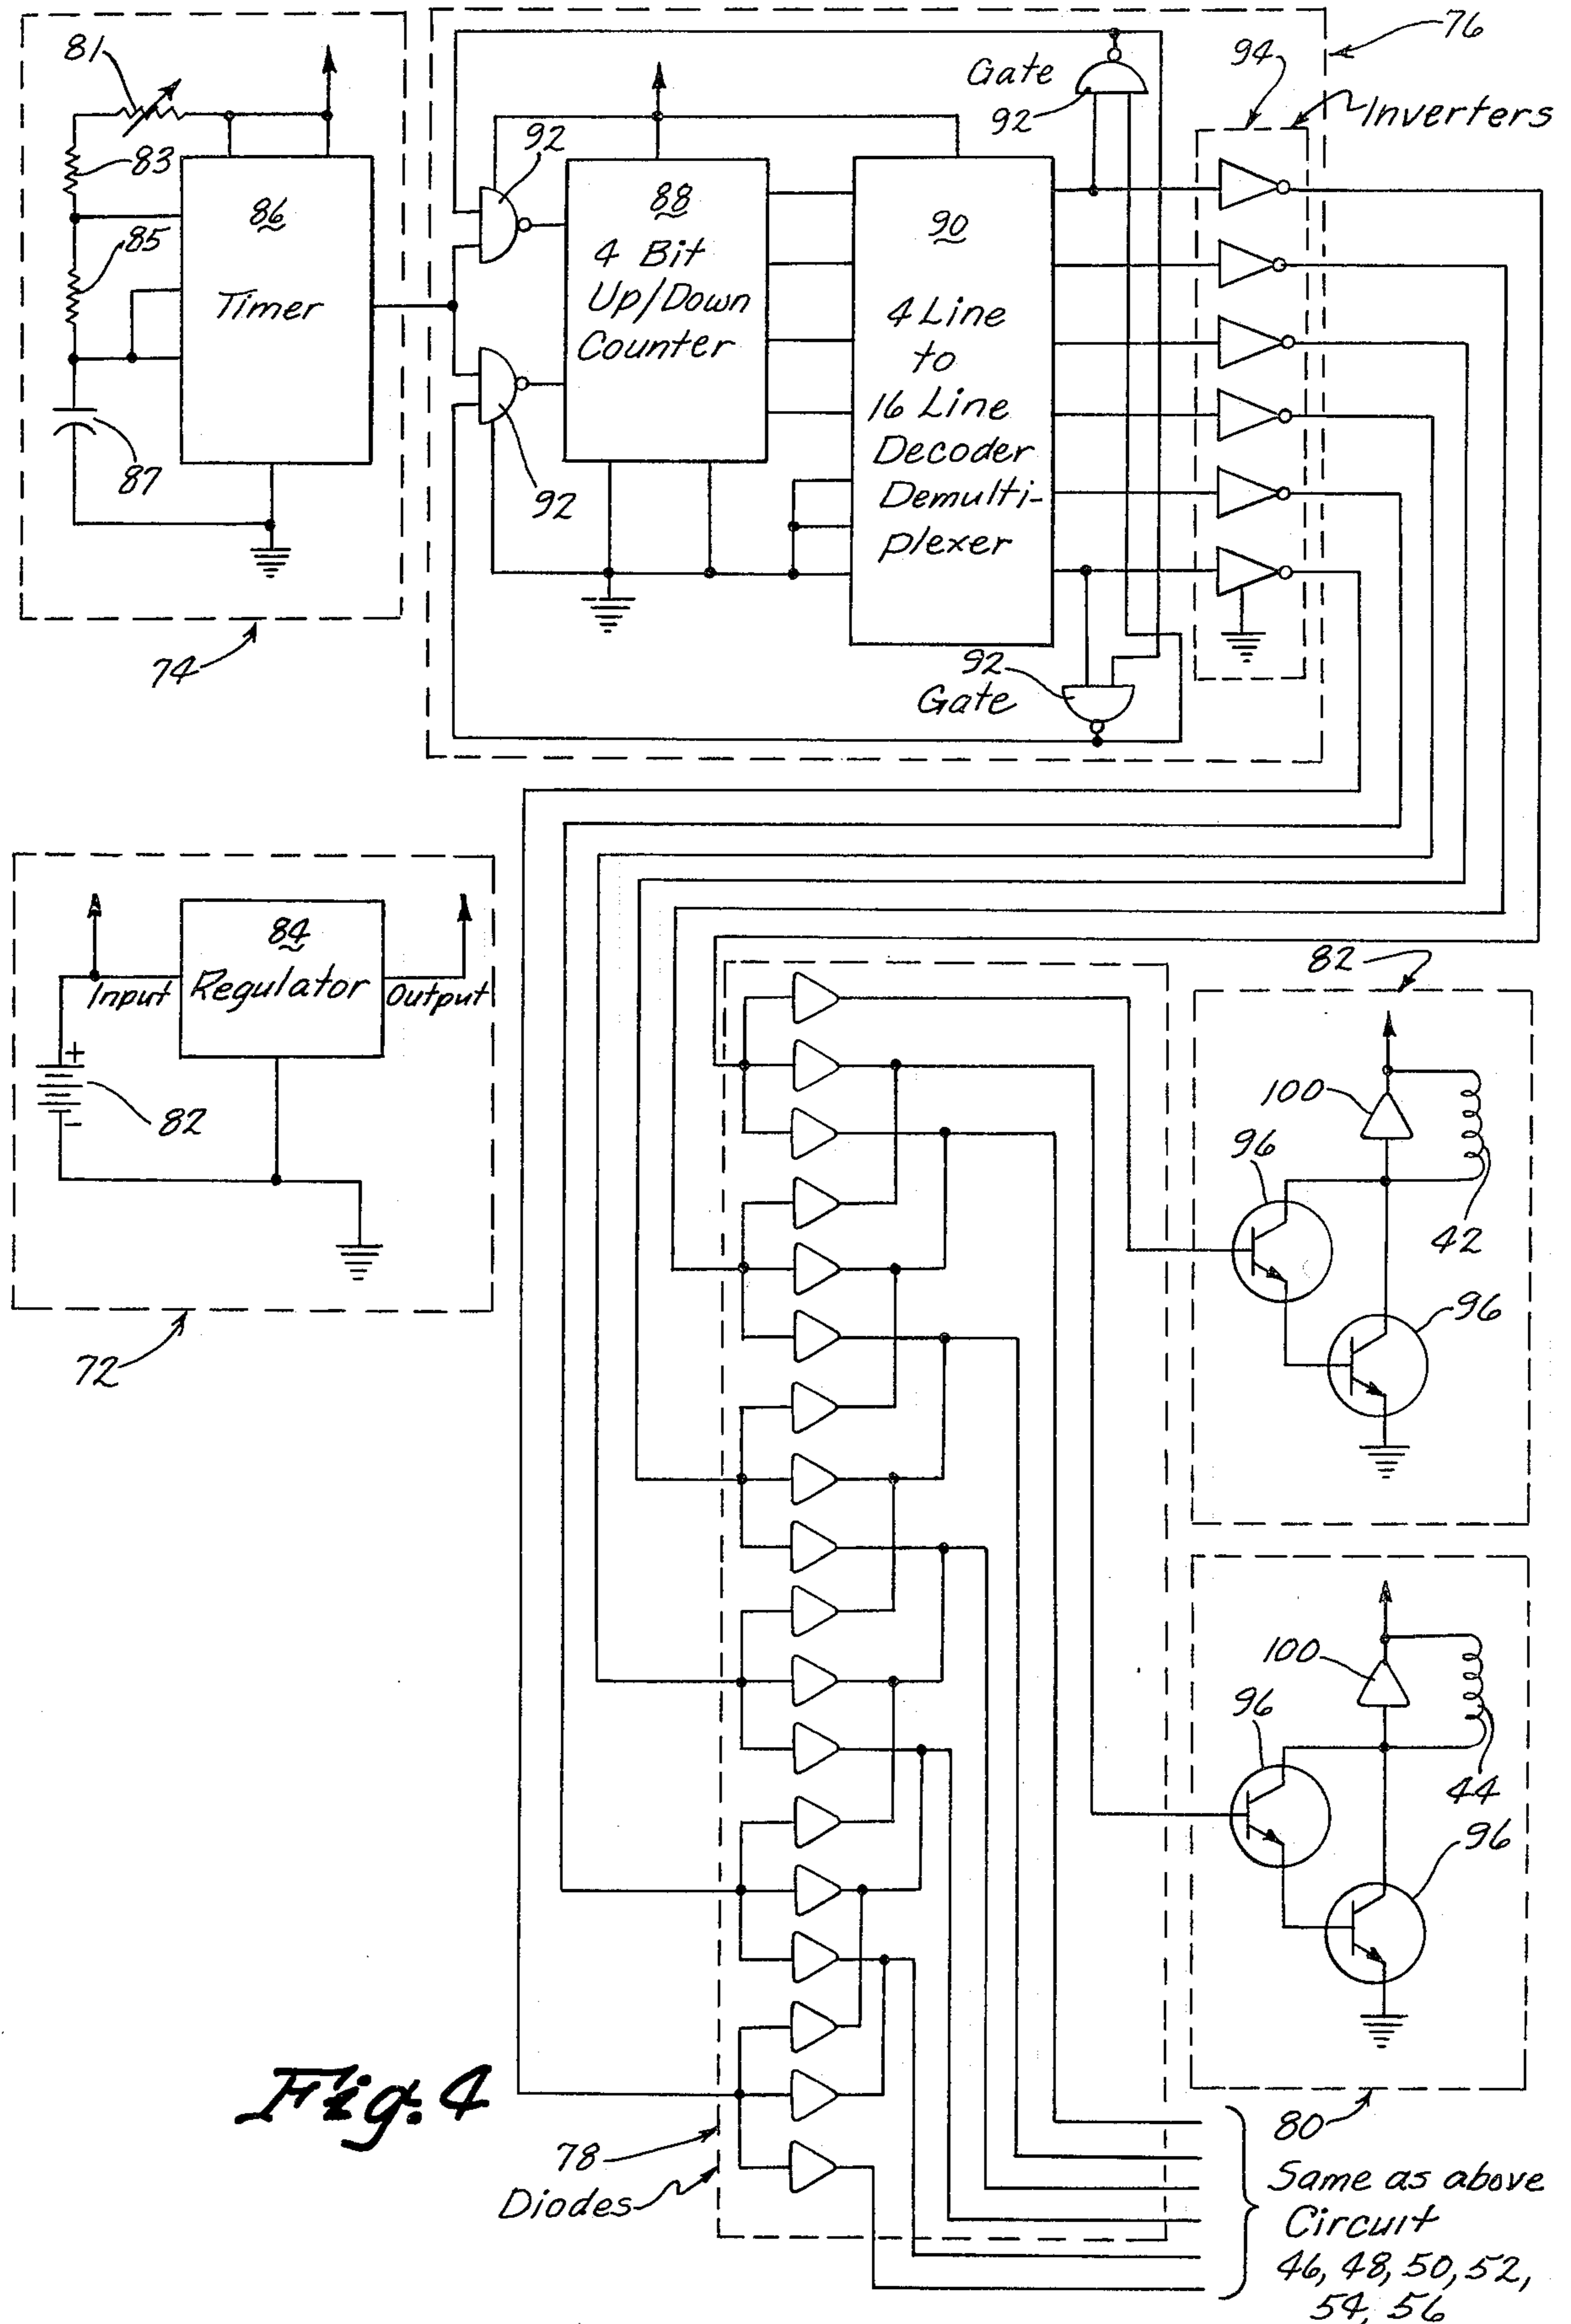 81
83
85
86
Timer
87
74
76
94
Inverters
Gate
92
92
88
4 Bit
Up/Down
Counter
92
90
4 Line
to
16 Line
Decoder
Demulti-
plexer
92
Gate
84
Regulator
Input
Output
+
-
82
72
82
100
96
42
96
100
96
44
96
80
78
Diodes
Same as above
Circuit
46, 48, 50, 52,
54, 56
Fig. 4